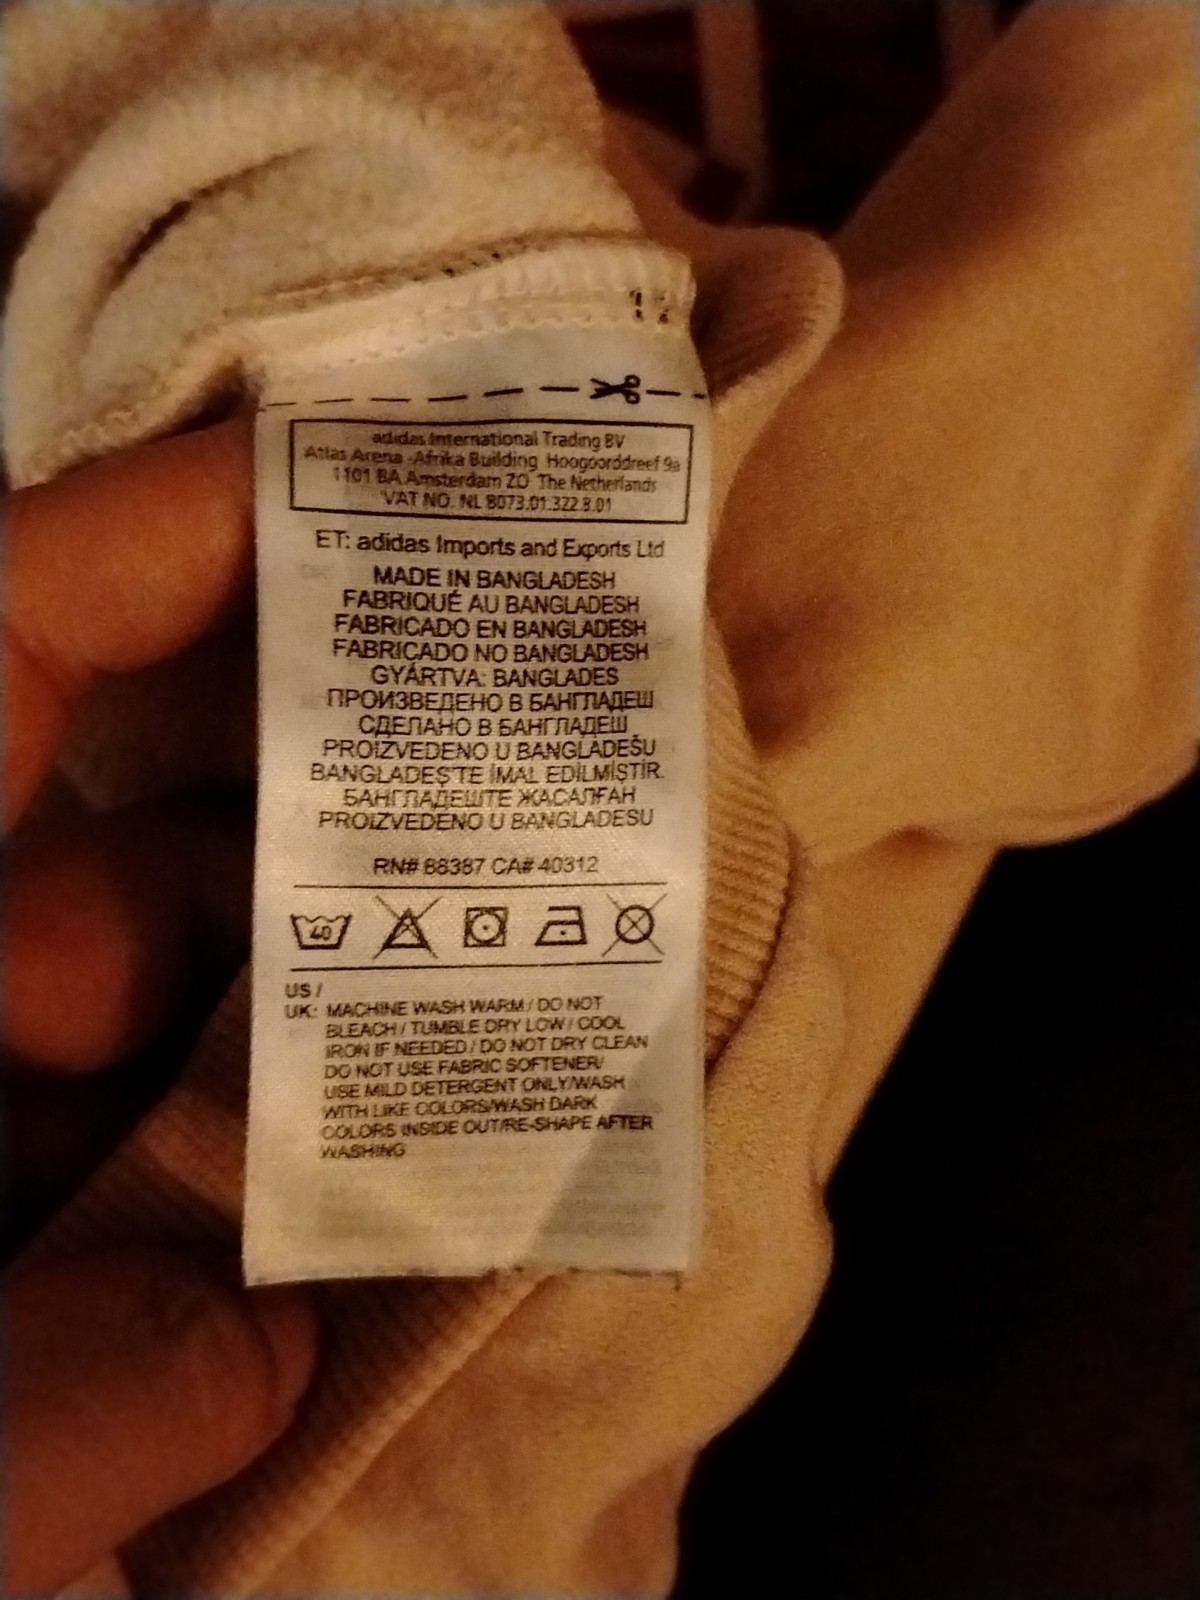 adidas International Trading BV
Atlas Arena -Afrika Building Hoogoorddreef 9a
1101 BA Amsterdam ZO The Netherlands
VAT NO. NL 8073.01.322.B.01
ET: adidas Imports and Exports Ltd
MADE IN BANGLADESH
FABRIQUÉ AU BANGLADESH
FABRICADO EN BANGLADESH
FABRICADO NO BANGLADESH
GYÁRTVA: BANGLADES
ПРОИЗВЕДЕНО В БАНГЛАДЕШ
СДЕЛАНО В БАНГЛАДЕШ
PROIZVEDENO U BANGLADEŠU
BANGLADEŞ'TE İMAL EDİLMİŞTİR.
БАНГЛАДЕШТЕ ЖАСАЛҒАН
PROIZVEDENO U BANGLADESU
RN# 88387 CA# 40312
40
US /
UK: MACHINE WASH WARM / DO NOT
BLEACH / TUMBLE DRY LOW / COOL
IRON IF NEEDED / DO NOT DRY CLEAN
DO NOT USE FABRIC SOFTENER/
USE MILD DETERGENT ONLY/WASH
WITH LIKE COLORS/WASH DARK
COLORS INSIDE OUT/RE-SHAPE AFTER
WASHING